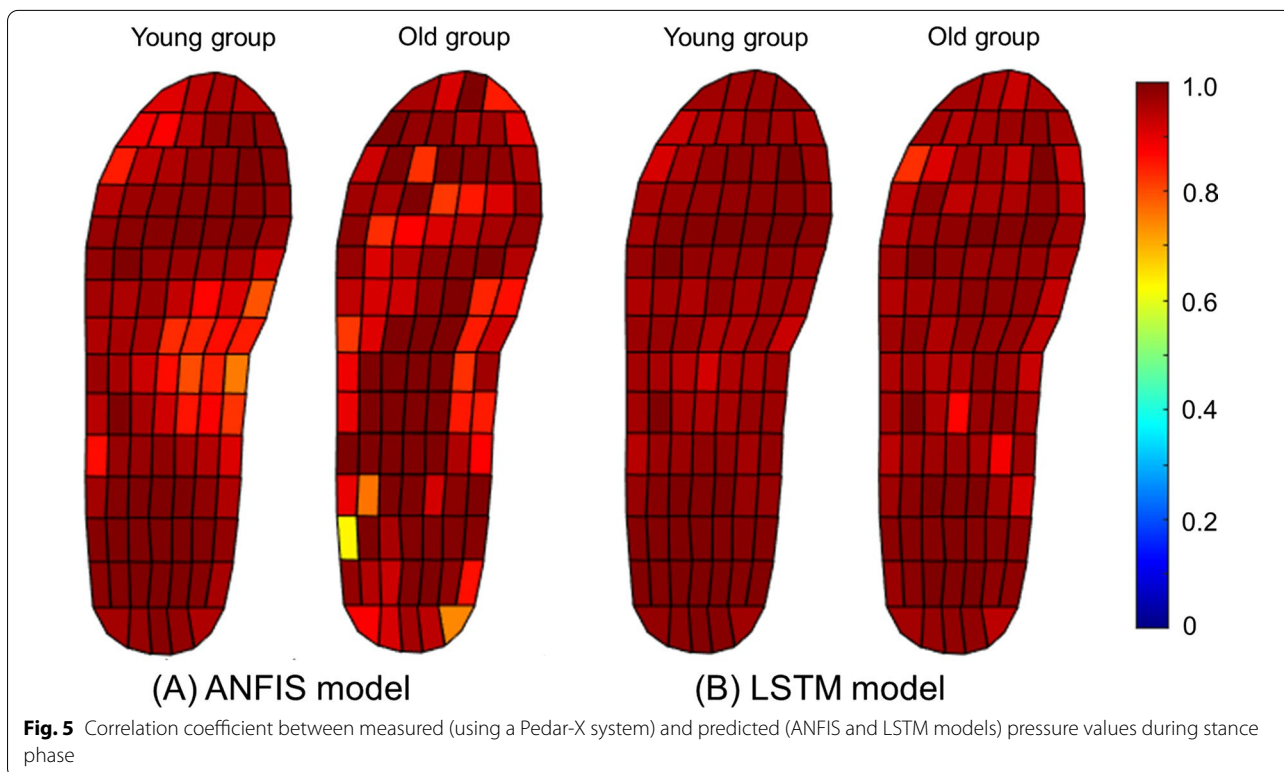 Young group Old group Young group Old group
1.0
0.8
0.6
0.4
0.2
0
(A) ANFIS model (B) LSTM model
Fig. 5 Correlation coefficient between measured (using a Pedar-X system) and predicted (ANFIS and LSTM models) pressure values during stance
phase